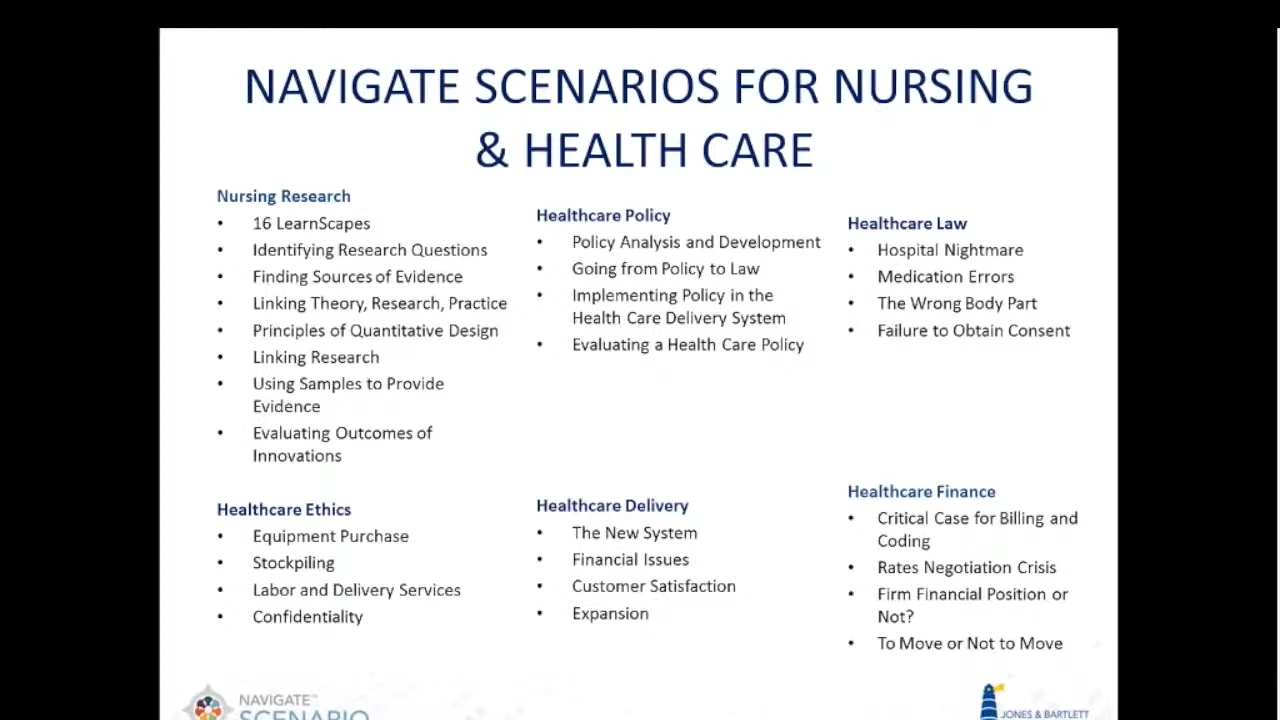 NAVIGATE SCENARIOS FOR NURSING
& HEALTH CARE
Nursing Research
• 16 LearnScapes
• Identifying Research Questions
• Finding Sources of Evidence
• Linking Theory, Research, Practice
• Principles of Quantitative Design
• Linking Research
• Using Samples to Provide
Evidence
• Evaluating Outcomes of
Innovations
Healthcare Policy
• Policy Analysis and Development
• Going from Policy to Law
• Implementing Policy in the
Health Care Delivery System
• Evaluating a Health Care Policy
Healthcare Law
• Hospital Nightmare
• Medication Errors
• The Wrong Body Part
• Failure to Obtain Consent
Healthcare Ethics
• Equipment Purchase
• Stockpiling
• Labor and Delivery Services
• Confidentiality
Healthcare Delivery
• The New System
• Financial Issues
• Customer Satisfaction
• Expansion
Healthcare Finance
• Critical Case for Billing and
Coding
• Rates Negotiation Crisis
• Firm Financial Position or
Not?
• To Move or Not to Move
NAVIGATE™
SCENARIO
JONES & BARTLETT